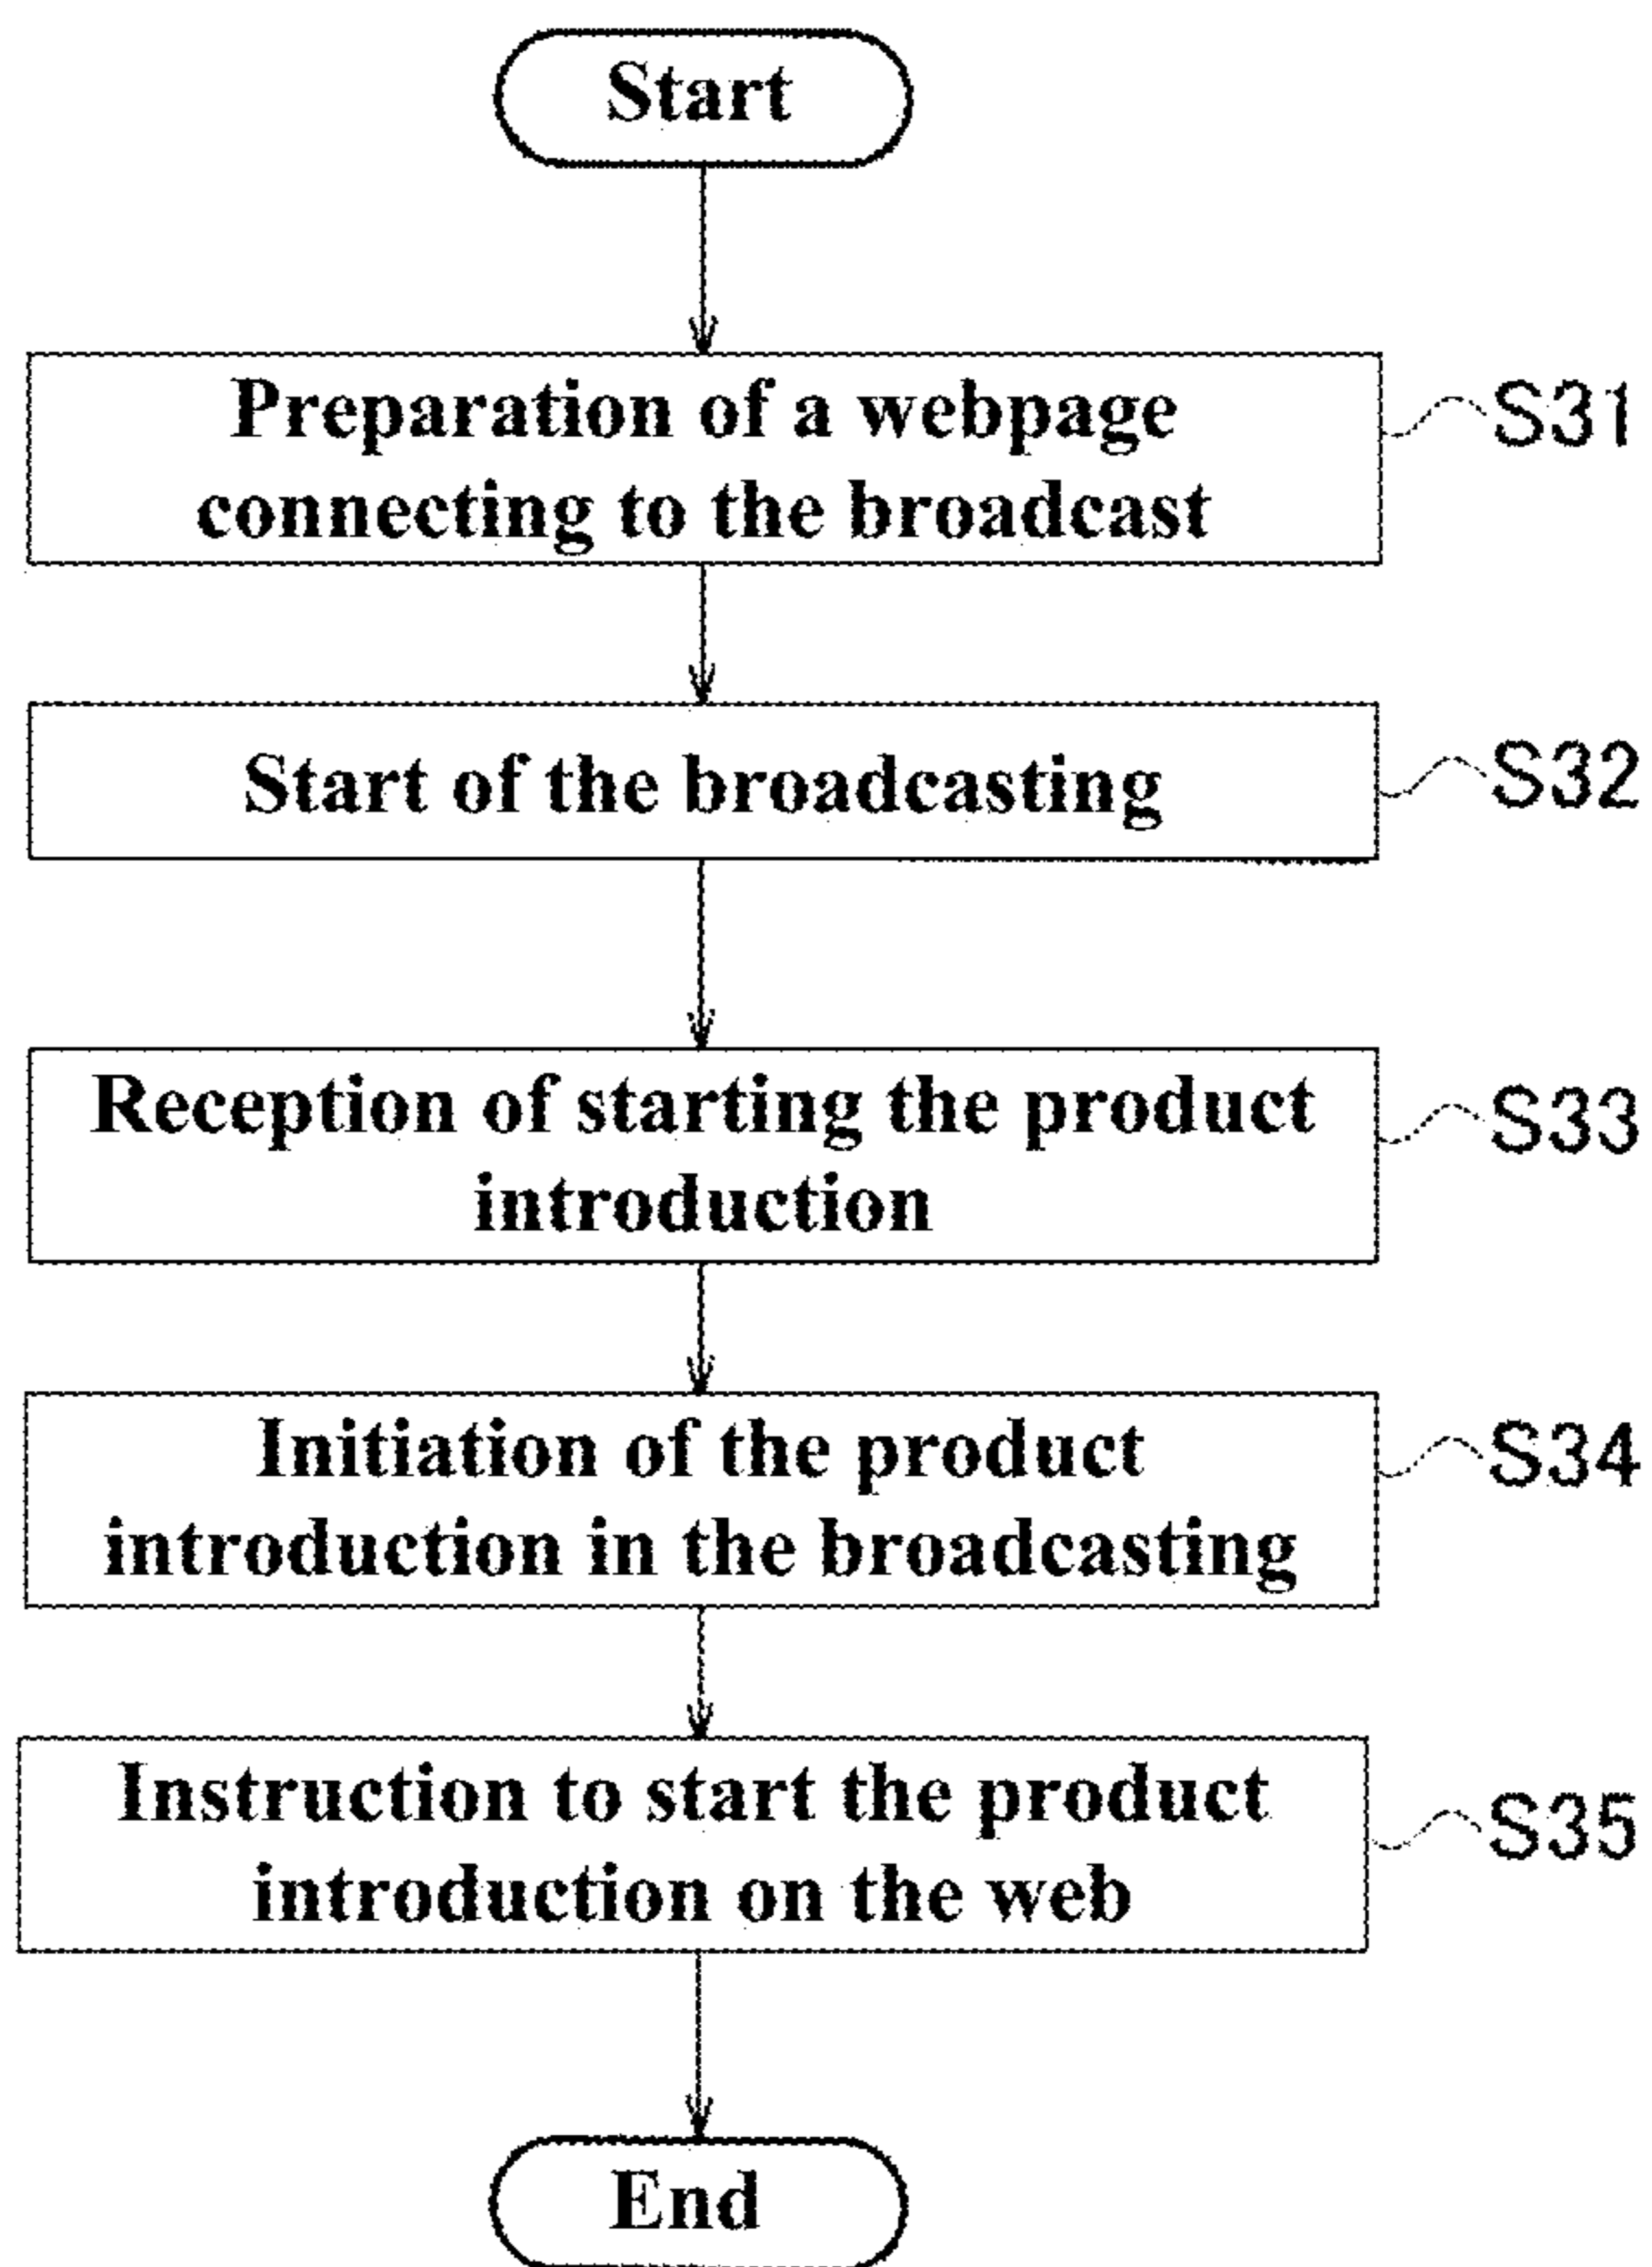 Start
Preparation of a webpage
connecting to the broadcast
S31
Start of the broadcasting
S32
Reception of starting the product
introduction
S33
Initiation of the product
introduction in the broadcasting
S34
Instruction to start the product
introduction on the web
S35
End